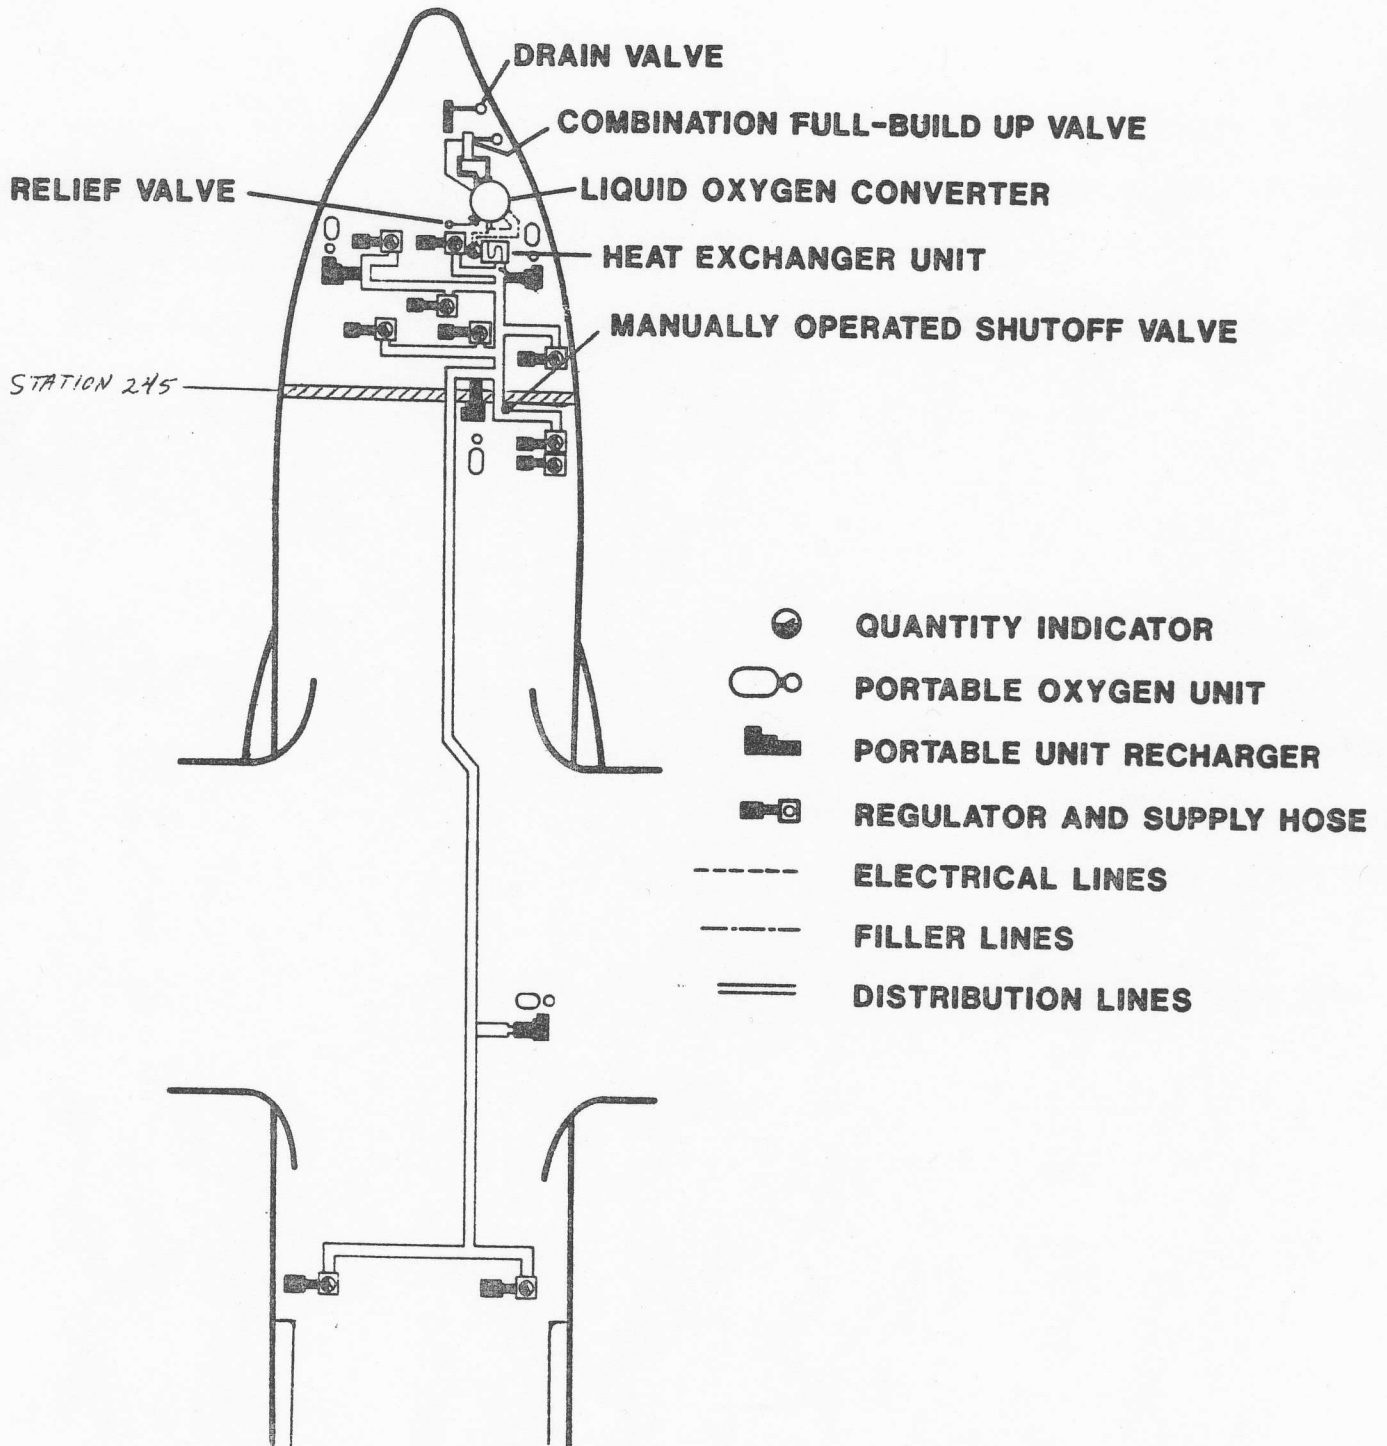 DRAIN VALVE
COMBINATION FULL-BUILD UP VALVE
RELIEF VALVE
LIQUID OXYGEN CONVERTER
HEAT EXCHANGER UNIT
MANUALLY OPERATED SHUTOFF VALVE
STATION 245
QUANTITY INDICATOR
PORTABLE OXYGEN UNIT
PORTABLE UNIT RECHARGER
REGULATOR AND SUPPLY HOSE
ELECTRICAL LINES
FILLER LINES
DISTRIBUTION LINES